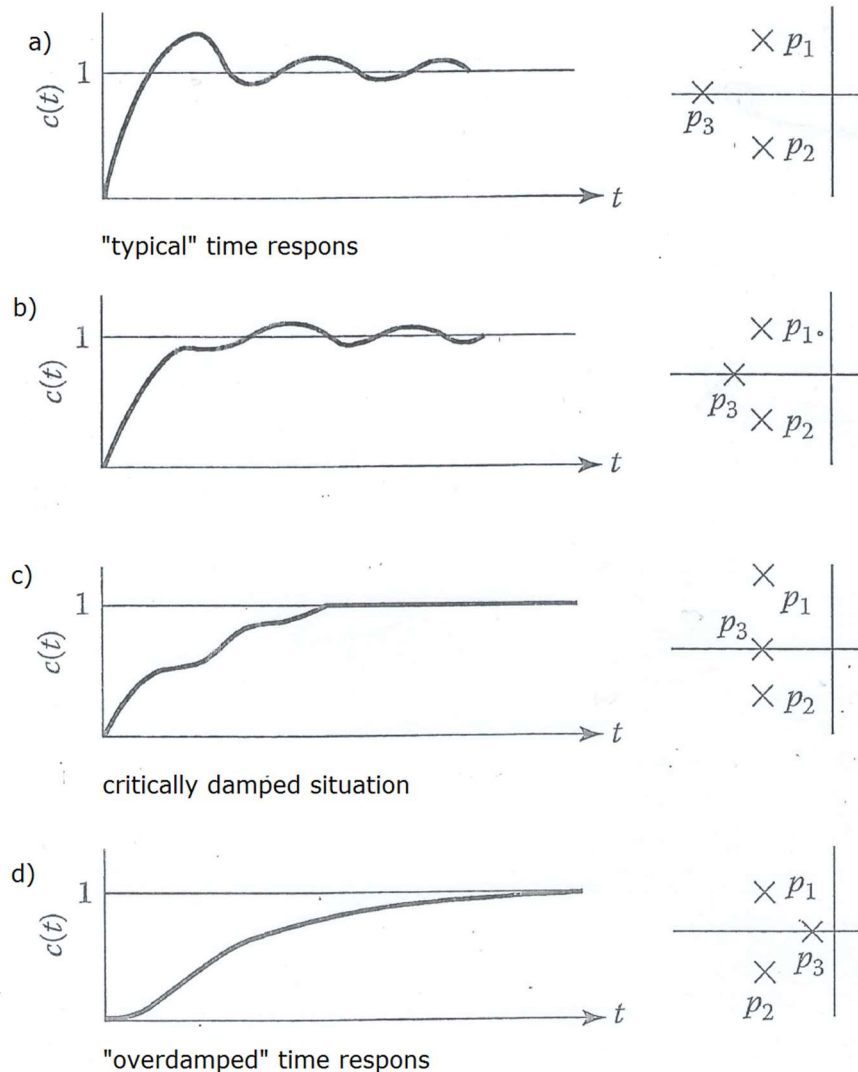 a)
1
c(t)
t
p₁
p₃
p₂
"typical" time respons
b)
1
c(t)
t
p₁
p₃
p₂
c)
1
c(t)
t
p₁
p₃
p₂
critically damped situation
d)
1
c(t)
t
p₁
p₃
p₂
"overdamped" time respons